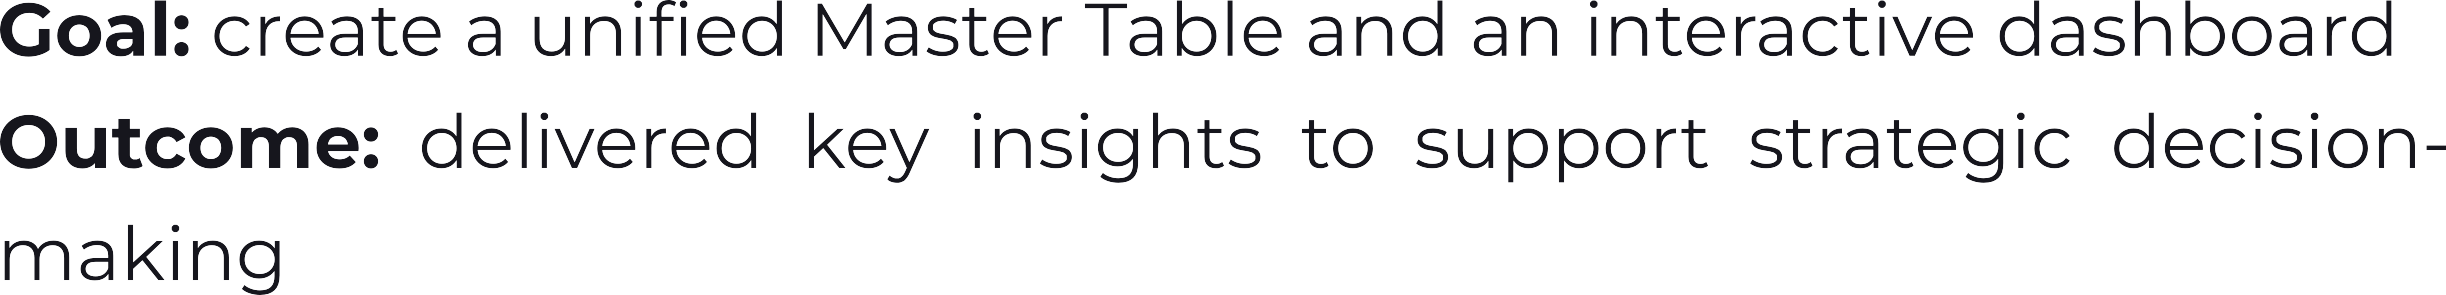 Goal: create a unified Master Table and an interactive dashboard
Outcome: delivered key insights to support strategic decision-
making